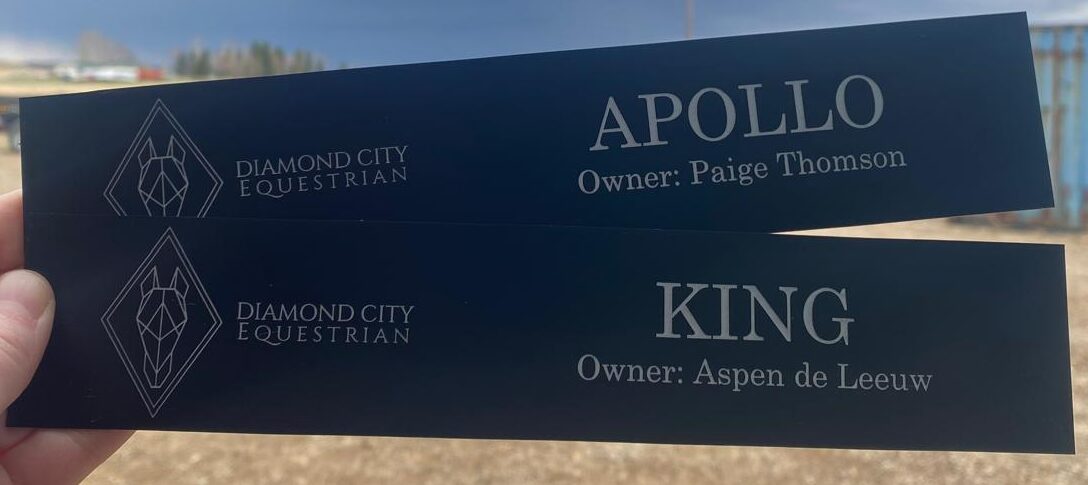 DIAMOND CITY
EQUESTRIAN
APOLLO
Owner: Paige Thomson
DIAMOND CITY
EQUESTRIAN
KING
Owner: Aspen de Leeuw